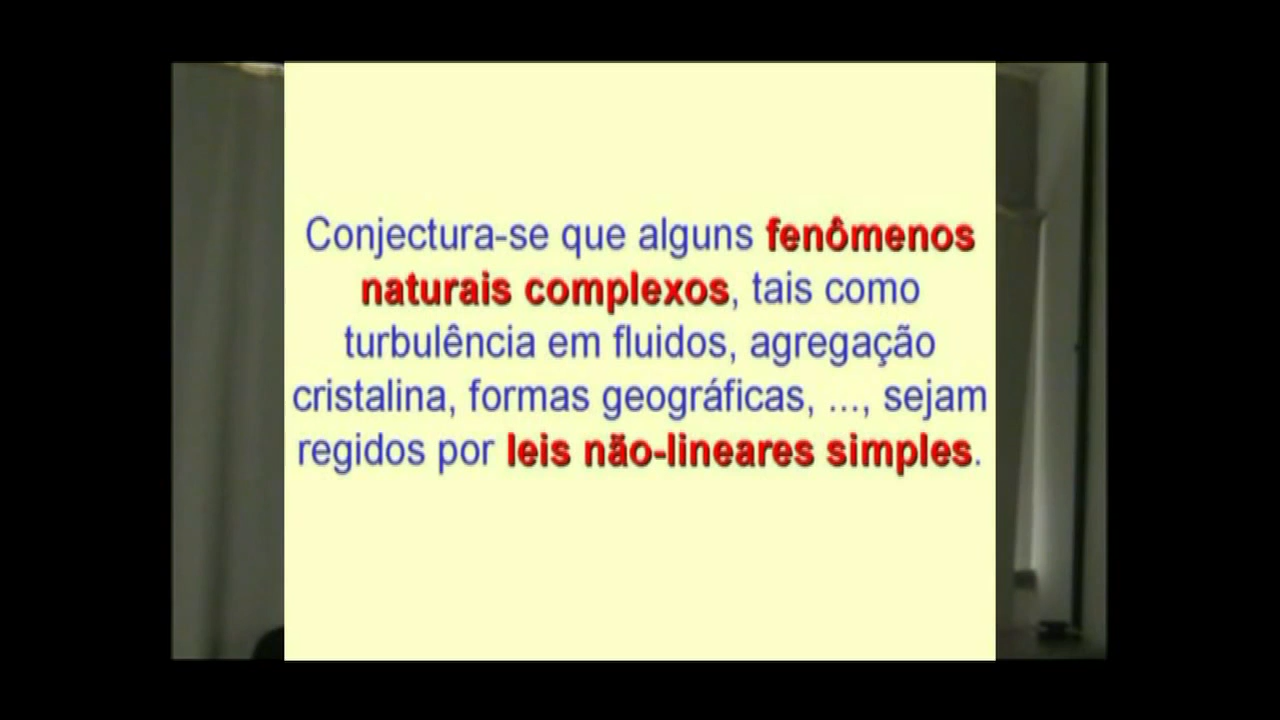 Conjectura-se que alguns fenômenos
naturais complexos, tais como
turbulência em fluidos, agregação
cristalina, formas geográficas, ..., sejam
regidos por leis não-lineares simples.